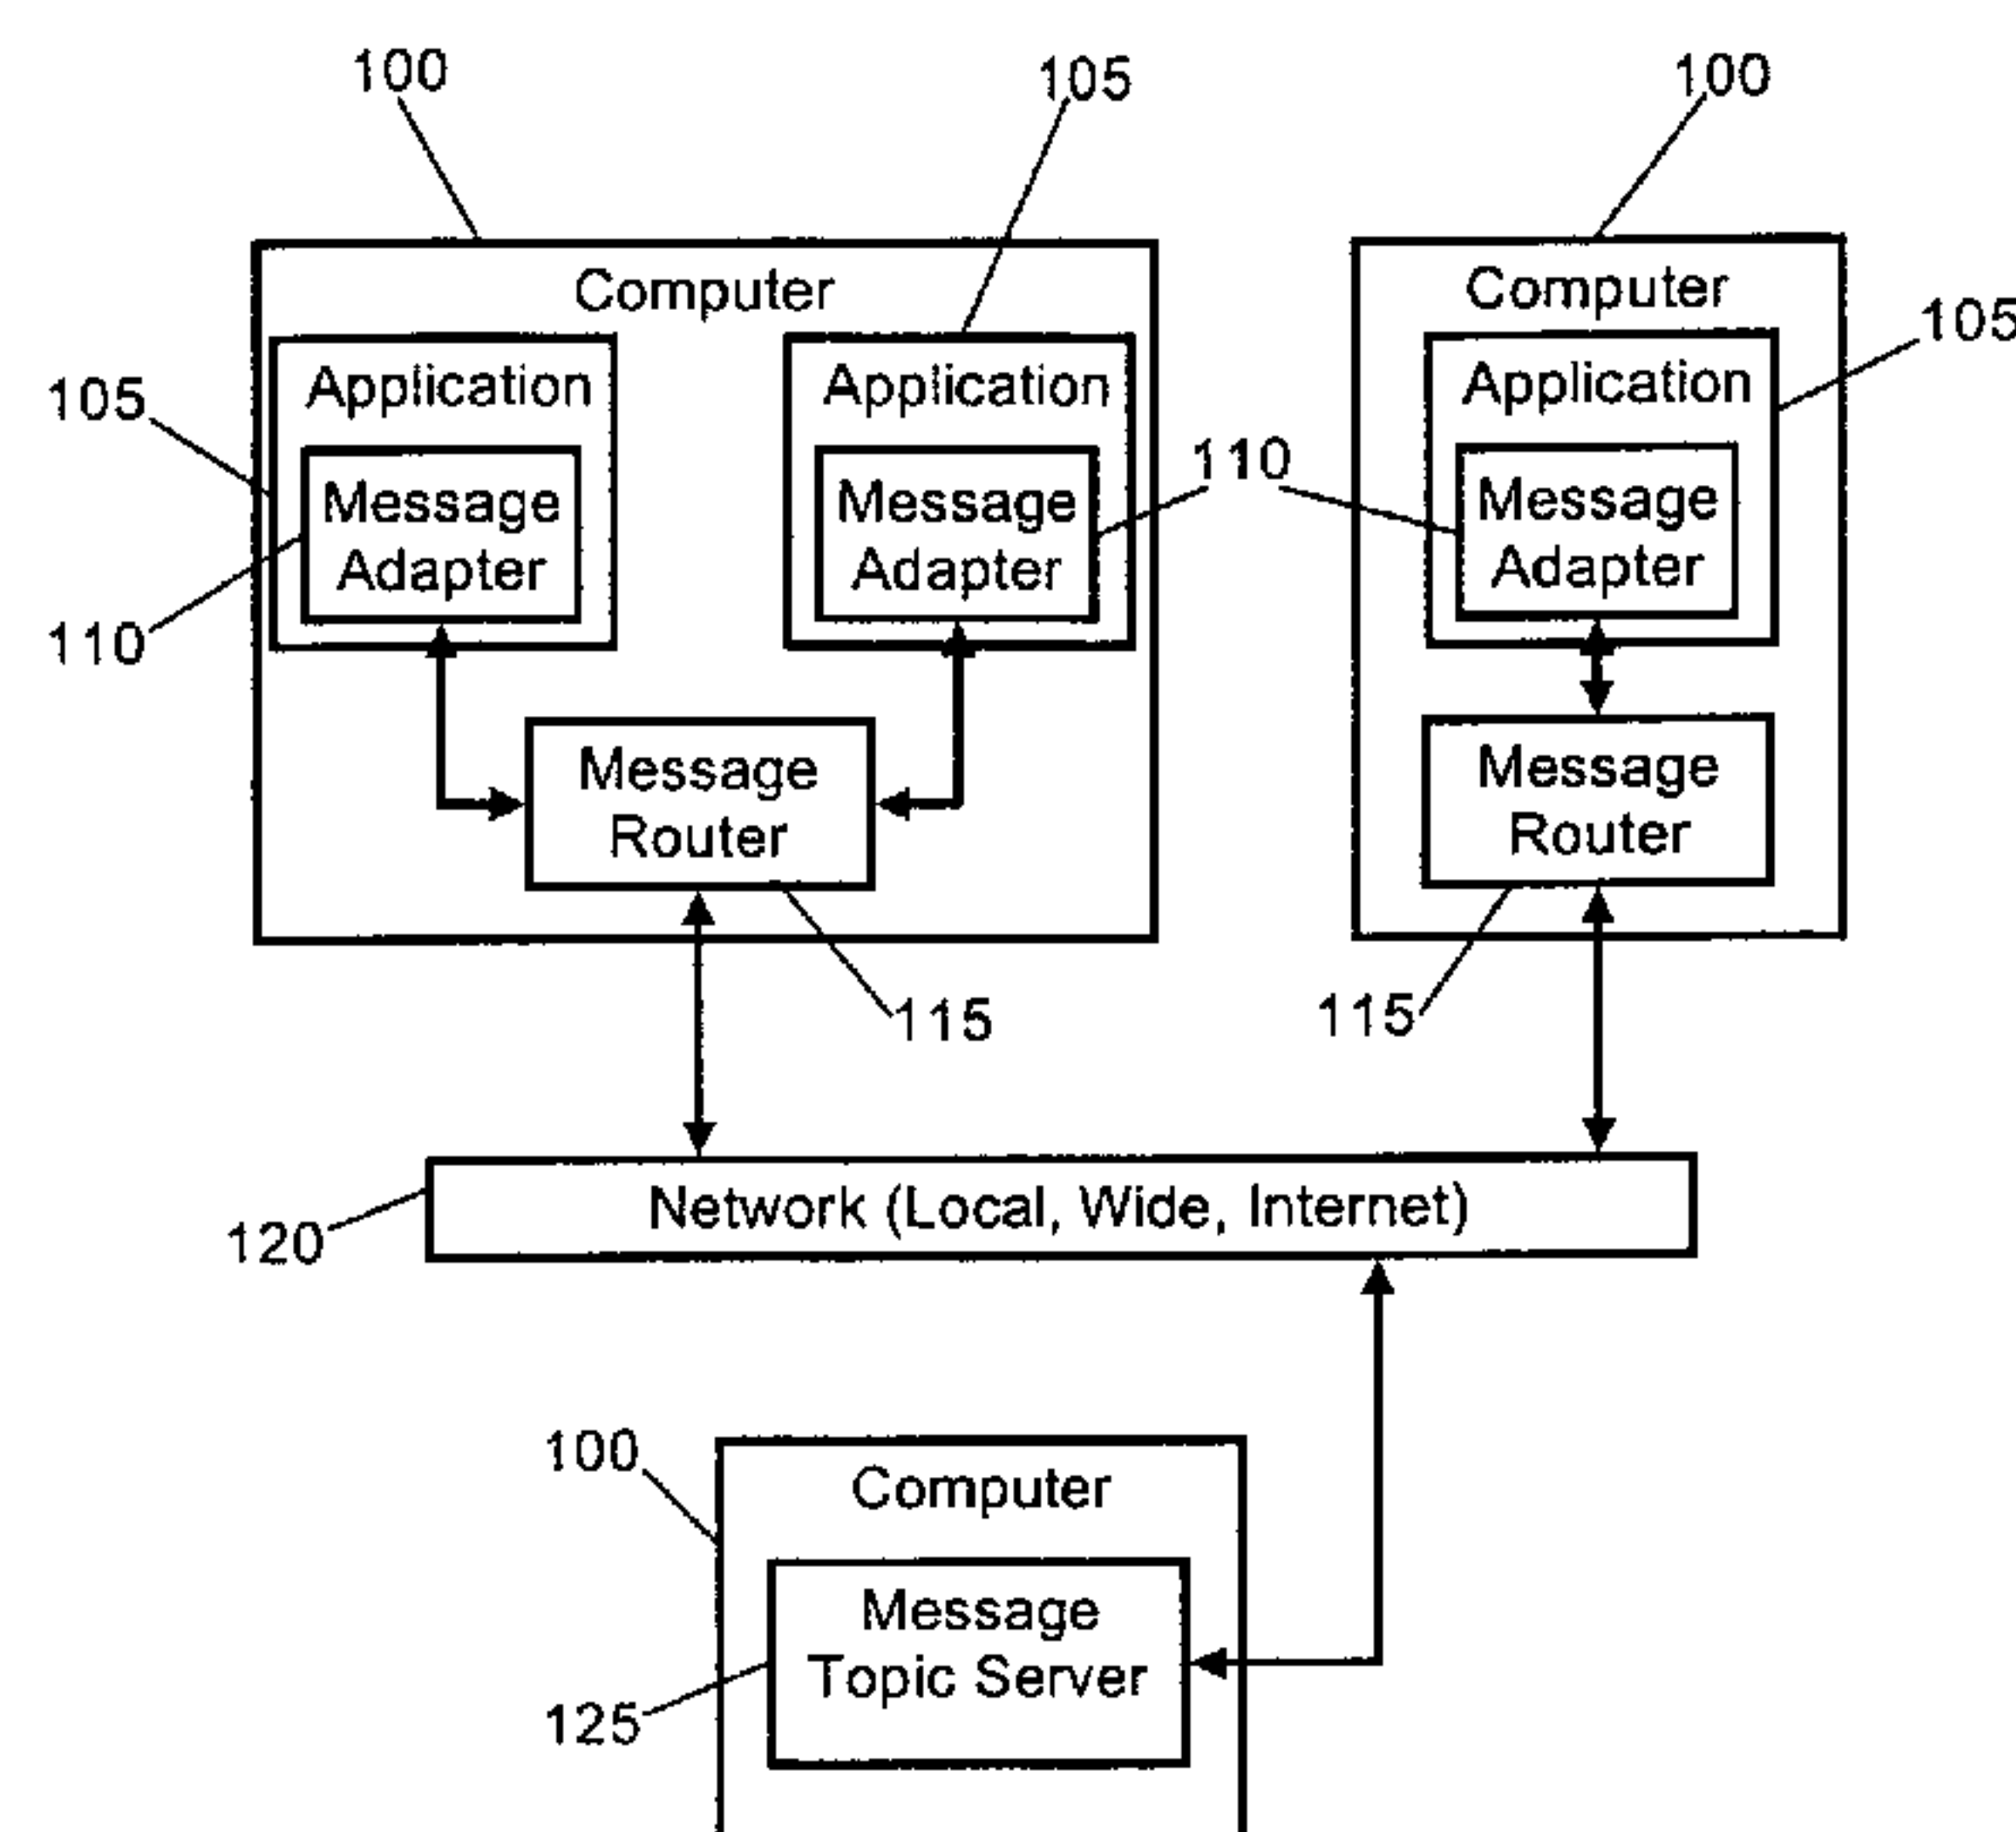 100
105
100
Computer
Computer
105
Application
Application
Application
105
110
Message
Adapter
Message
Adapter
Message
Adapter
110
Message
Router
Message
Router
115
115
Network (Local, Wide, Internet)
120
100
Computer
Message
Topic Server
125